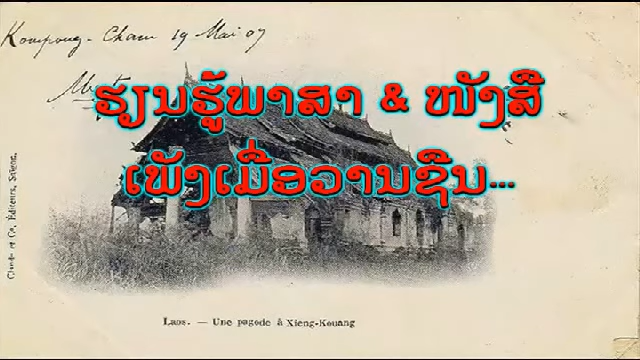 Kompong-Cham 19 Mai 07
ຮຽນຮູ້ພາສາ & ໜັງສື
ເພັງເມື່ອວານຊືນ...
Laos. — Une pagode à Xieng-Kouang